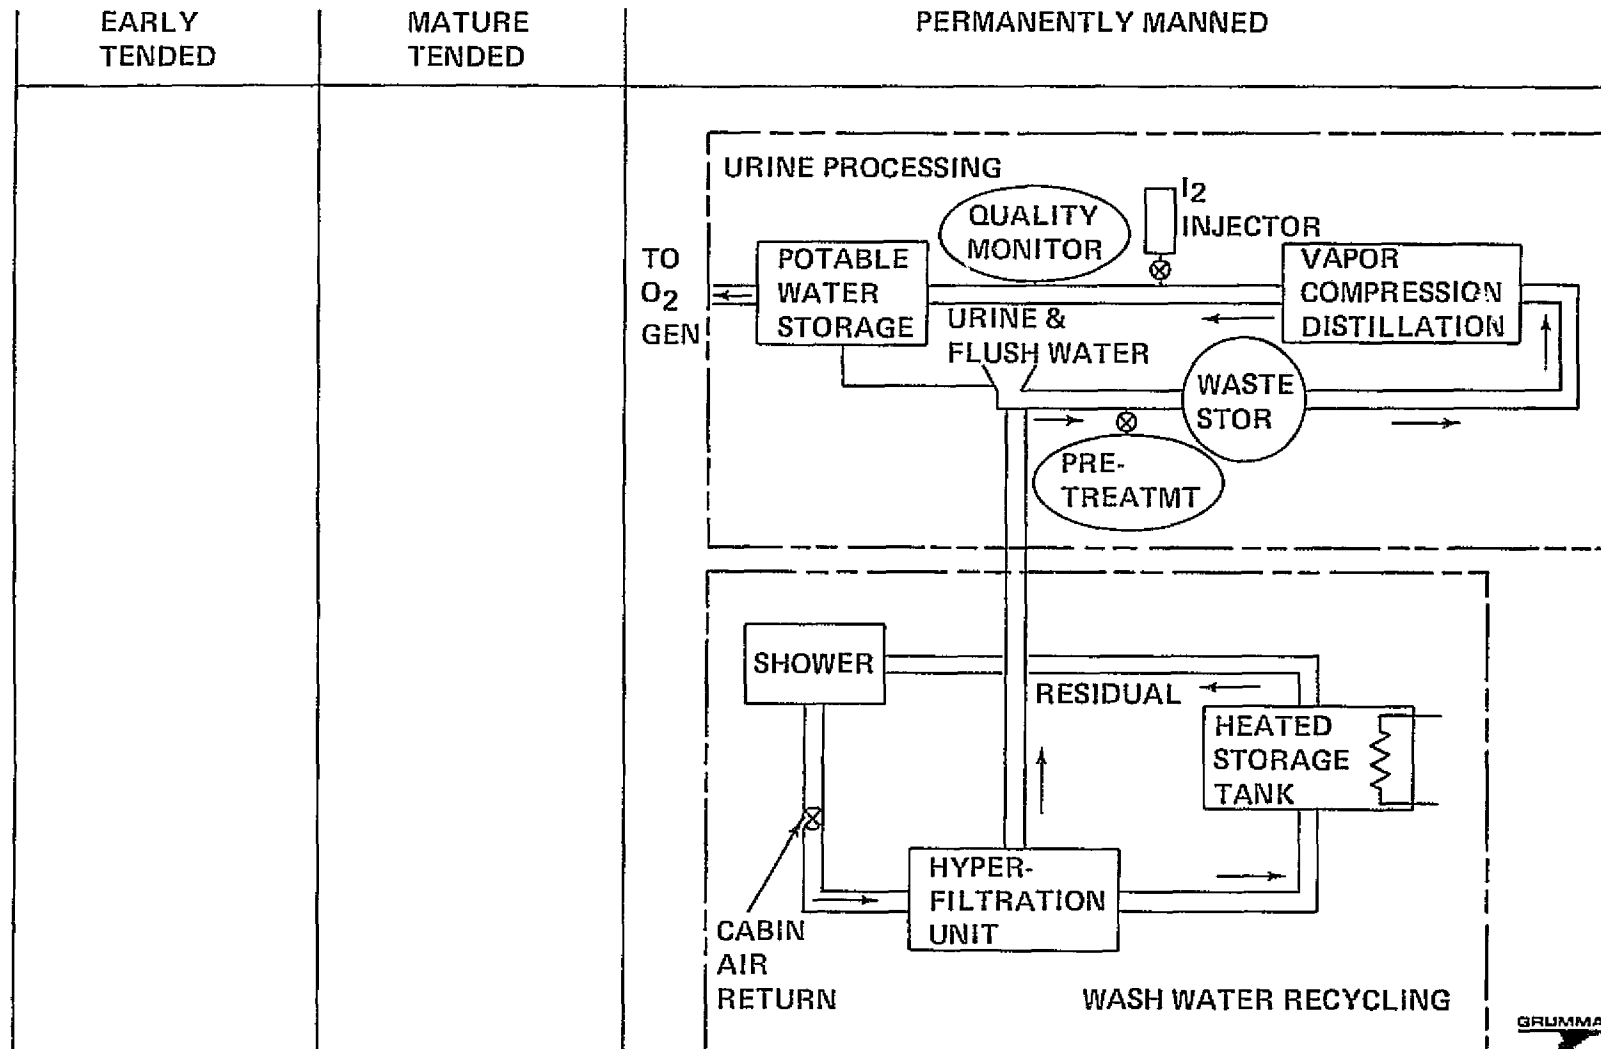 EARLY
TENDED
MATURE
TENDED
PERMANENTLY MANNED
URINE PROCESSING
QUALITY
MONITOR
I2
INJECTOR
TO
O2
GEN
POTABLE
WATER
STORAGE
VAPOR
COMPRESSION
DISTILLATION
URINE &
FLUSH WATER
WASTE
STOR
PRE-
TREATMT
SHOWER
RESIDUAL
HEATED
STORAGE
TANK
HYPER-
FILTRATION
UNIT
CABIN
AIR
RETURN
WASH WATER RECYCLING
GRUMMA